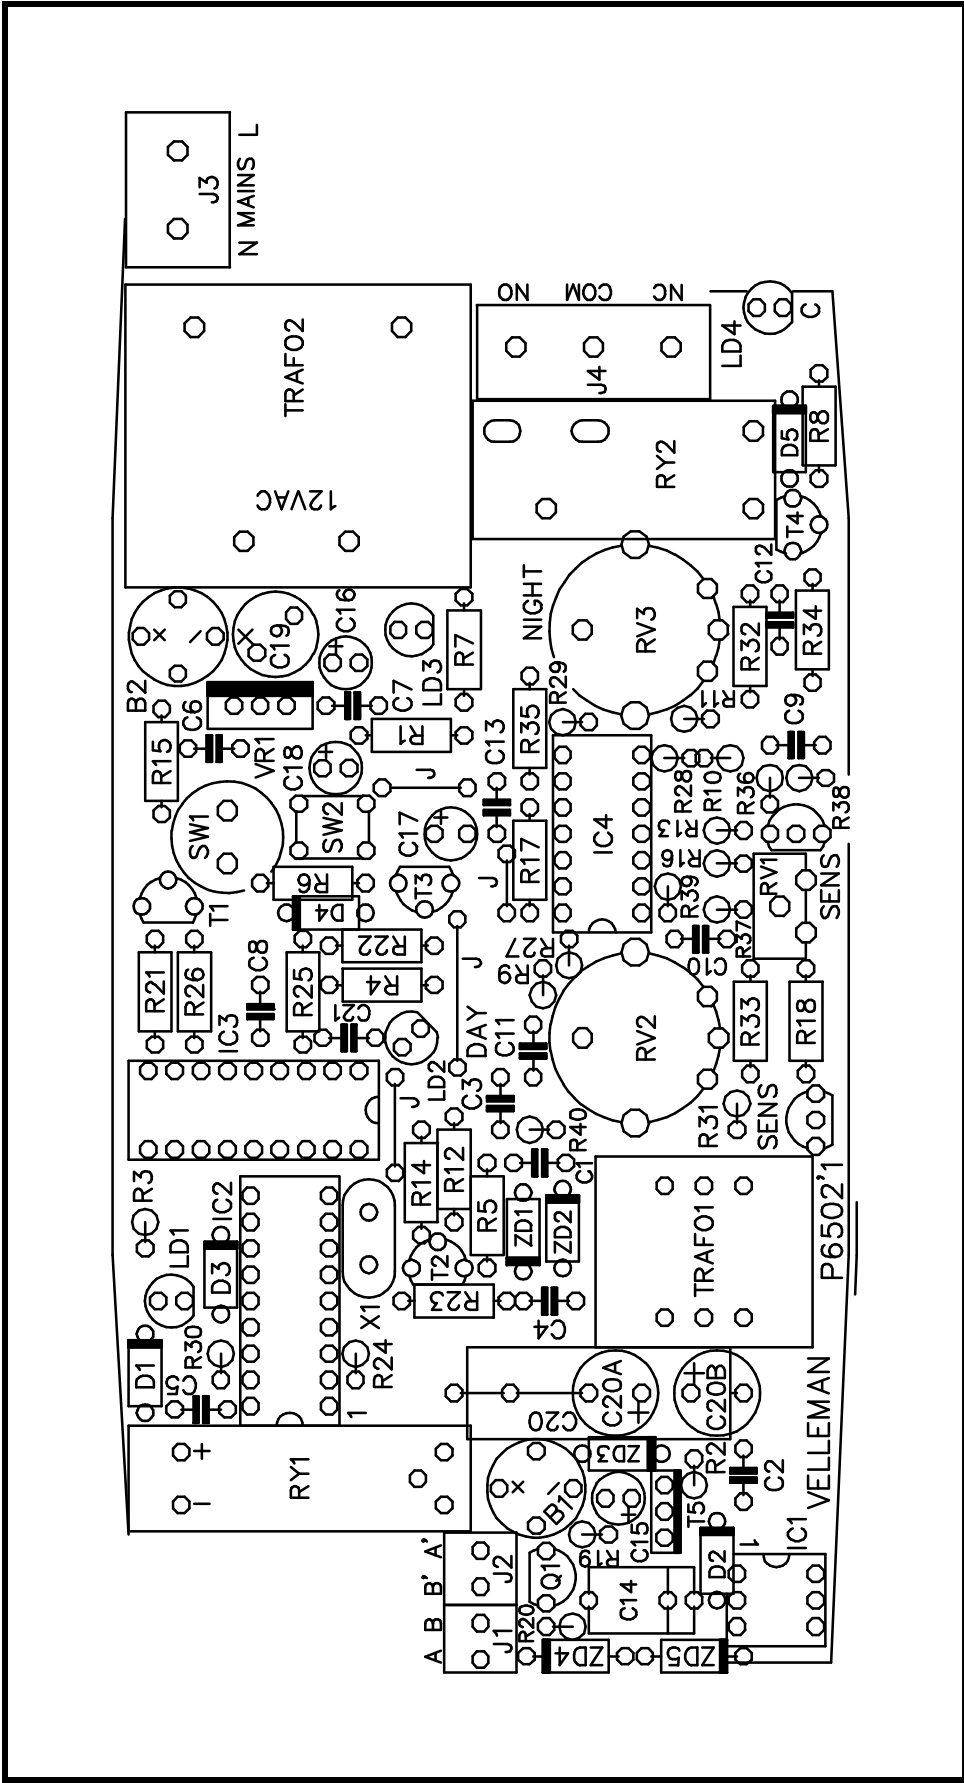 J3
N MAINS L
TRAFO2
12VAC
NO
COM
NC
J4
LD4
C
RY2
D5
R8
T4
C12
+
B2
C19
+
C16
LD3
R7
NIGHT
RV3
R32
R34
R11
R29
R35
C13
C7
R1
C6
VR1
R15
C18
+
SW1
SW2
C17
+
J
J
R17
IC4
R28
R10
R36
C9
R38
R13
R16
R39
RV1
SENS
R37
C10
T1
R6
D4
T3
R22
R4
R21
R26
C8
R25
C21
IC3
J
R27
R9
DAY
C11
RV2
R33
R18
LD2
J
C3
R40
R31
SENS
R3
IC2
LD1
D3
R14
R12
R5
C1
ZD1
ZD2
T2
R23
C4
X1
TRAFO1
P6502'1
D1
R30
C5
R24
1
C20
C20A
+
C20B
+
VELLEMAN
+
-
RY1
B1
+
-
ZD3
R2
C2
C15
+
T5
IC1
1
R19
D2
J2
B' A'
Q1
C14
J1
A B
R20
ZD4
ZD5